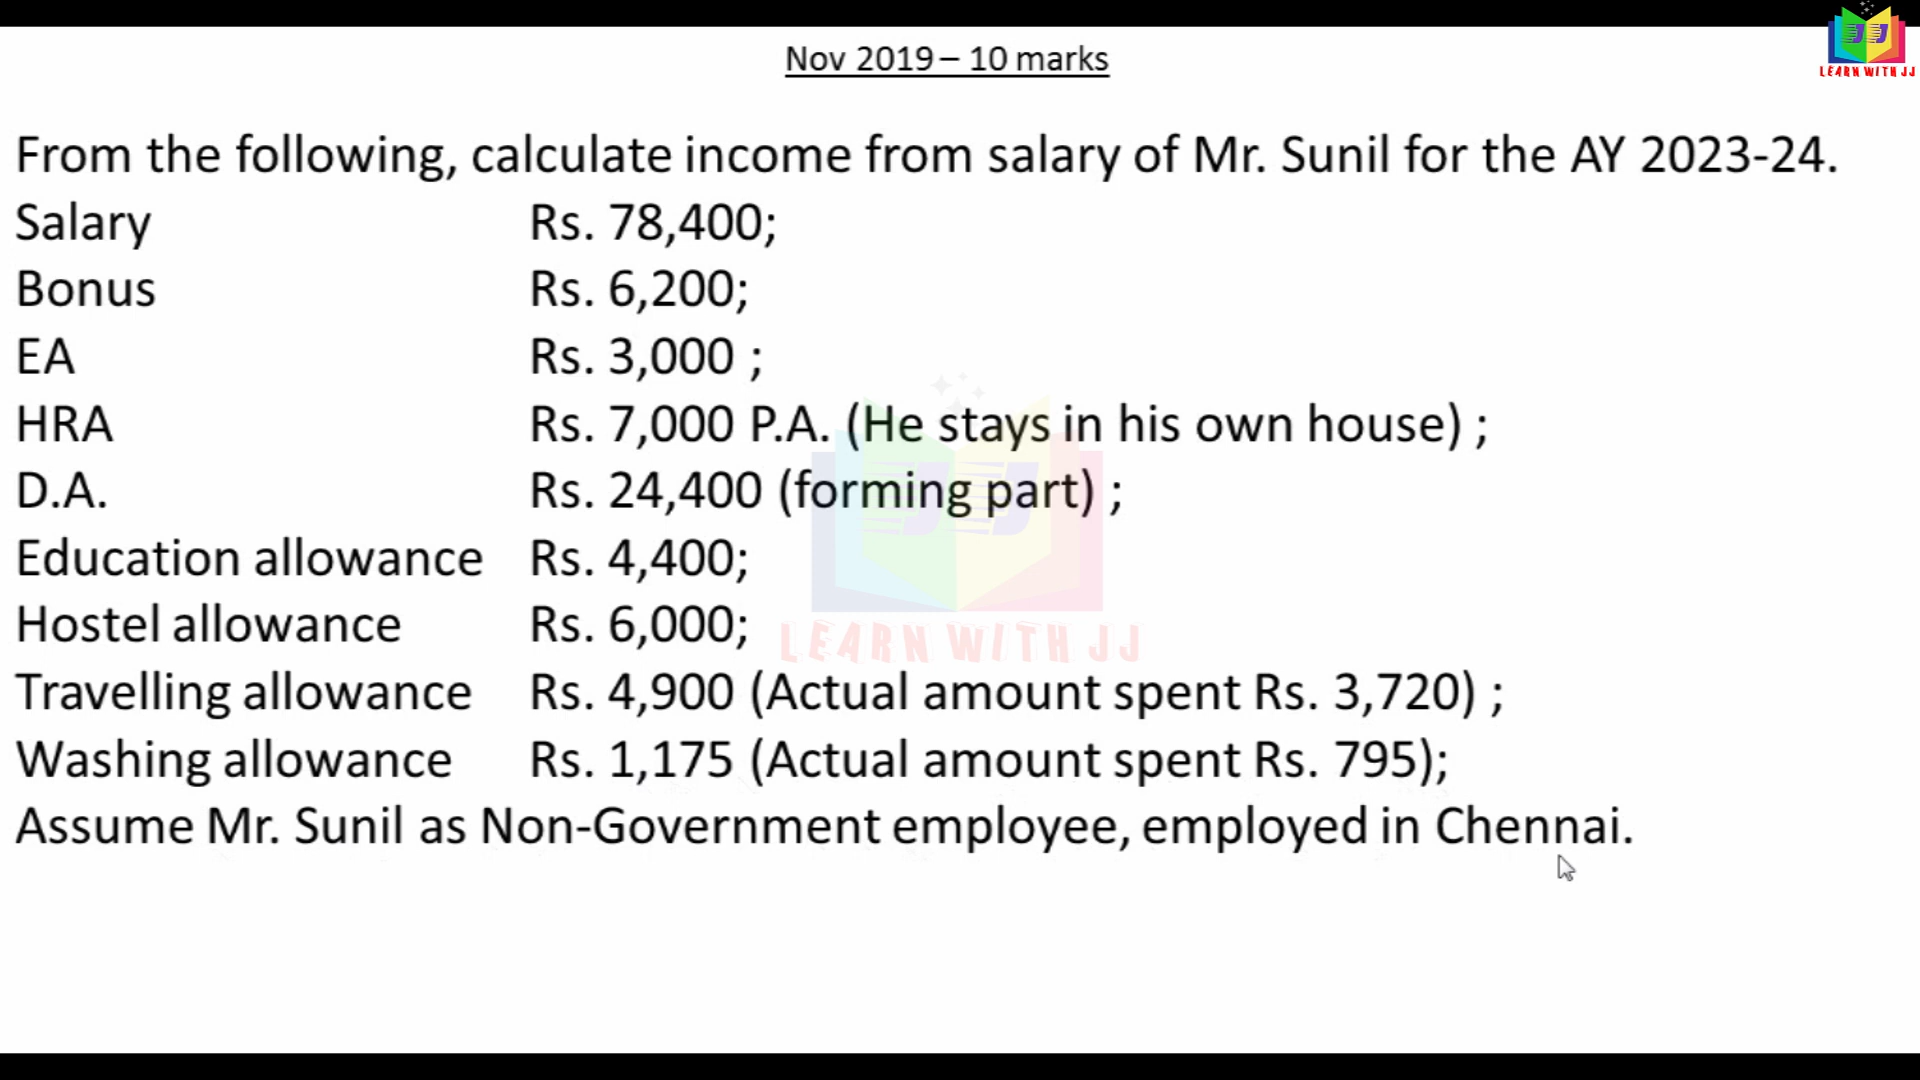 Nov 2019 – 10 marks
LEARN WITH JJ
From the following, calculate income from salary of Mr. Sunil for the AY 2023-24.
Salary Rs. 78,400;
Bonus Rs. 6,200;
EA Rs. 3,000 ;
HRA Rs. 7,000 P.A. (He stays in his own house) ;
D.A. Rs. 24,400 (forming part) ;
Education allowance Rs. 4,400;
Hostel allowance Rs. 6,000;
LEARN WITH JJ
Travelling allowance Rs. 4,900 (Actual amount spent Rs. 3,720) ;
Washing allowance Rs. 1,175 (Actual amount spent Rs. 795);
Assume Mr. Sunil as Non-Government employee, employed in Chennai.